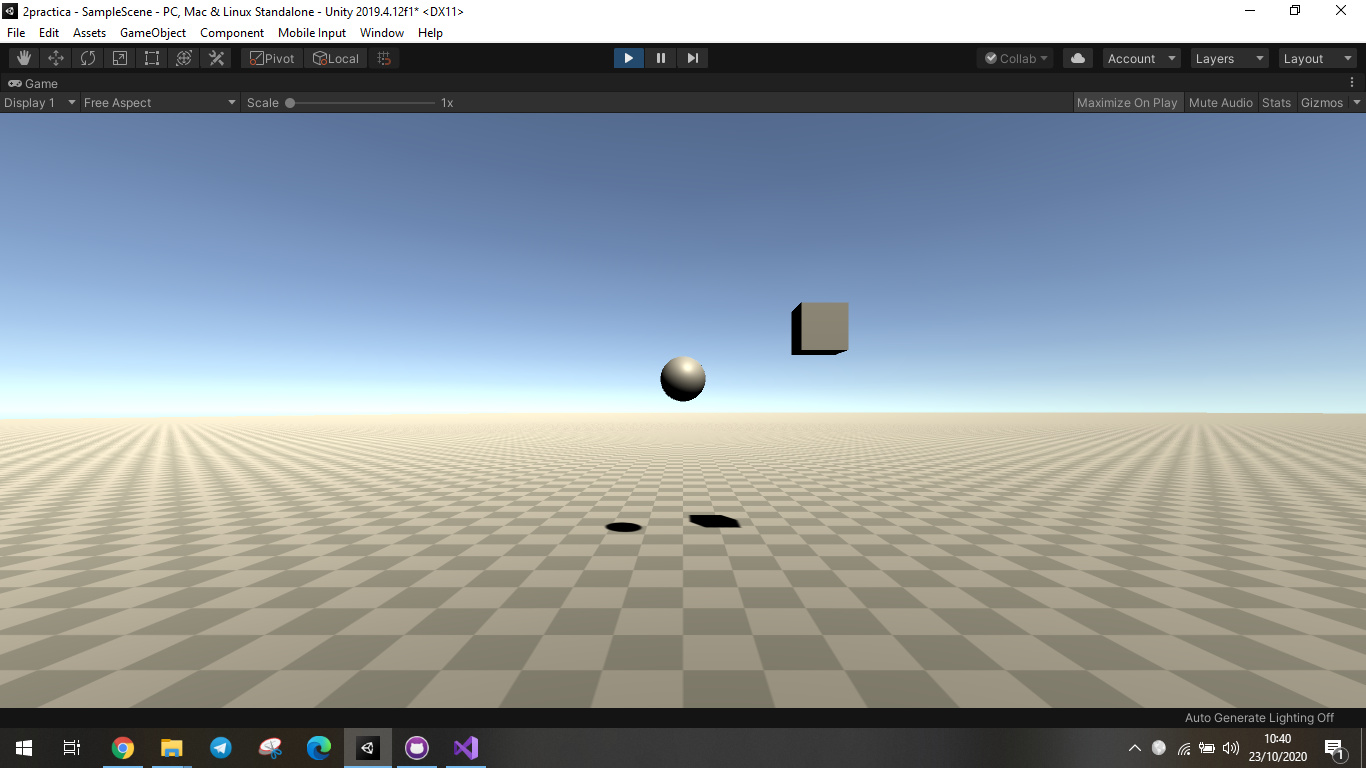 2practica - SampleScene - PC, Mac & Linux Standalone - Unity 2019.4.12f1* <DX11>
File Edit Assets GameObject Component Mobile Input Window Help
Pivot Local Collab Account Layers Layout
Game
Display 1 Free Aspect Scale 1x Maximize On Play Mute Audio Stats Gizmos
Auto Generate Lighting Off
10:40
23/10/2020
1